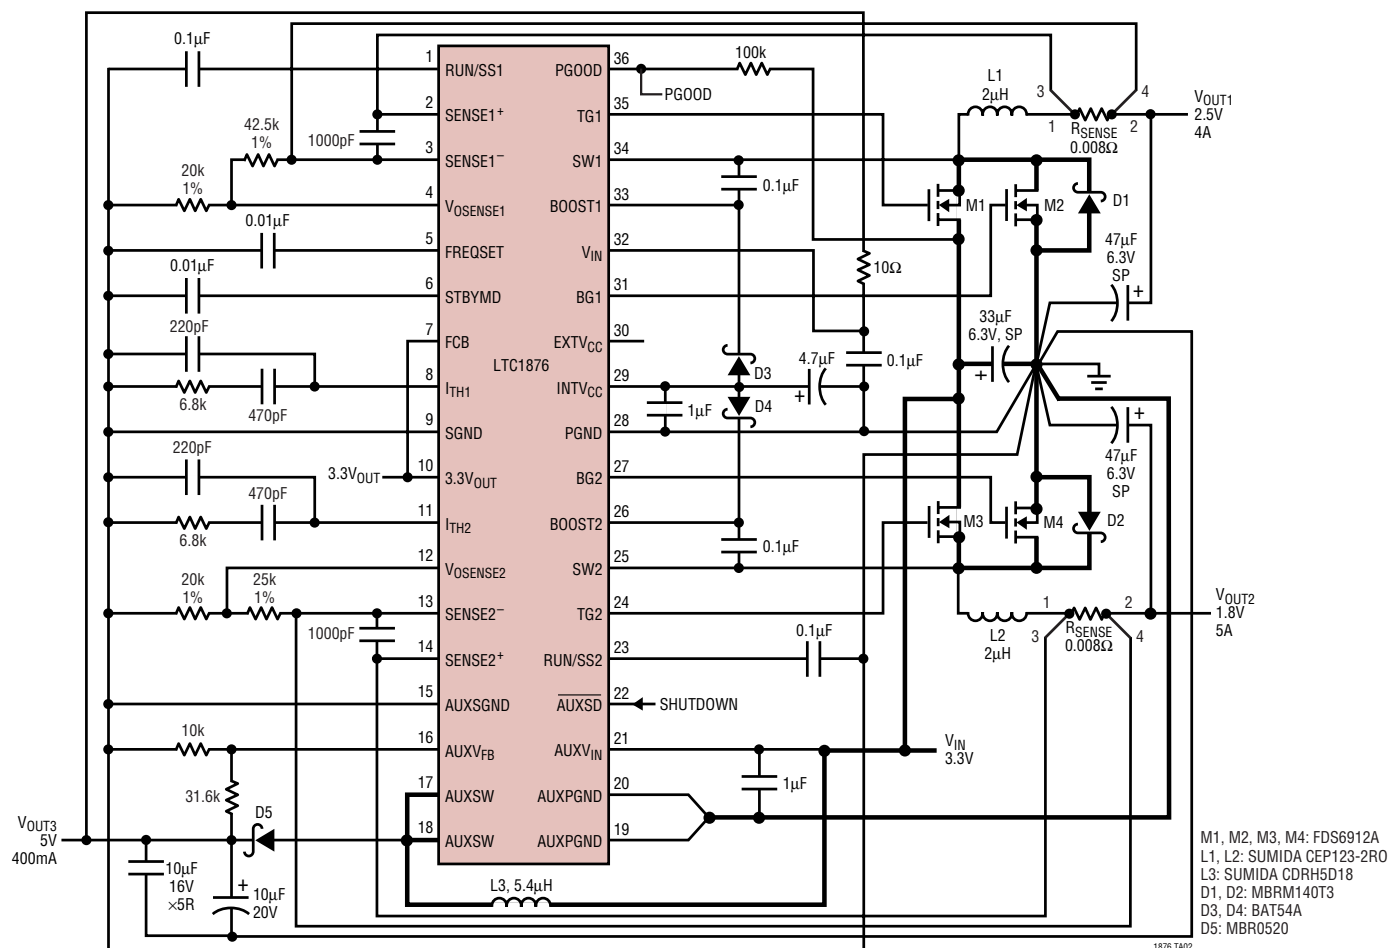 0.1µF
1
RUN/SS1
2
SENSE1+
1000pF
42.5k
1%
3
SENSE1−
20k
1%
4
VOSENSE1
0.01µF
5
FREQSET
0.01µF
6
STBYMD
220pF
7
FCB
LTC1876
8
ITH1
6.8k
470pF
9
SGND
220pF
3.3VOUT
10
3.3VOUT
470pF
11
ITH2
6.8k
12
VOSENSE2
20k
1%
25k
1%
13
SENSE2−
1000pF
14
SENSE2+
15
AUXSGND
10k
16
AUXVFB
31.6k
17
AUXSW
D5
18
AUXSW
VOUT3
5V
400mA
10µF
16V
×5R
+
10µF
20V
L3, 5.4µH
PGOOD
36
100k
PGOOD
TG1
35
SW1
34
0.1µF
BOOST1
33
VIN
32
10Ω
BG1
31
EXTVCC
30
INTVCC
29
D3
D4
4.7µF
+
0.1µF
1µF
PGND
28
BG2
27
BOOST2
26
0.1µF
SW2
25
TG2
24
0.1µF
RUN/SS2
23
AUXSD
22
SHUTDOWN
AUXVIN
21
VIN
3.3V
1µF
AUXPGND
20
AUXPGND
19
L1
2µH
3
4
1
2
RSENSE
0.008Ω
VOUT1
2.5V
4A
M1
M2
D1
47µF
6.3V
SP
+
33µF
6.3V, SP
+
+
47µF
6.3V
SP
M3
M4
D2
L2
2µH
1
2
3
4
RSENSE
0.008Ω
VOUT2
1.8V
5A
M1, M2, M3, M4: FDS6912A
L1, L2: SUMIDA CEP123-2RO
L3: SUMIDA CDRH5D18
D1, D2: MBRM140T3
D3, D4: BAT54A
D5: MBR0520
1876 TA02